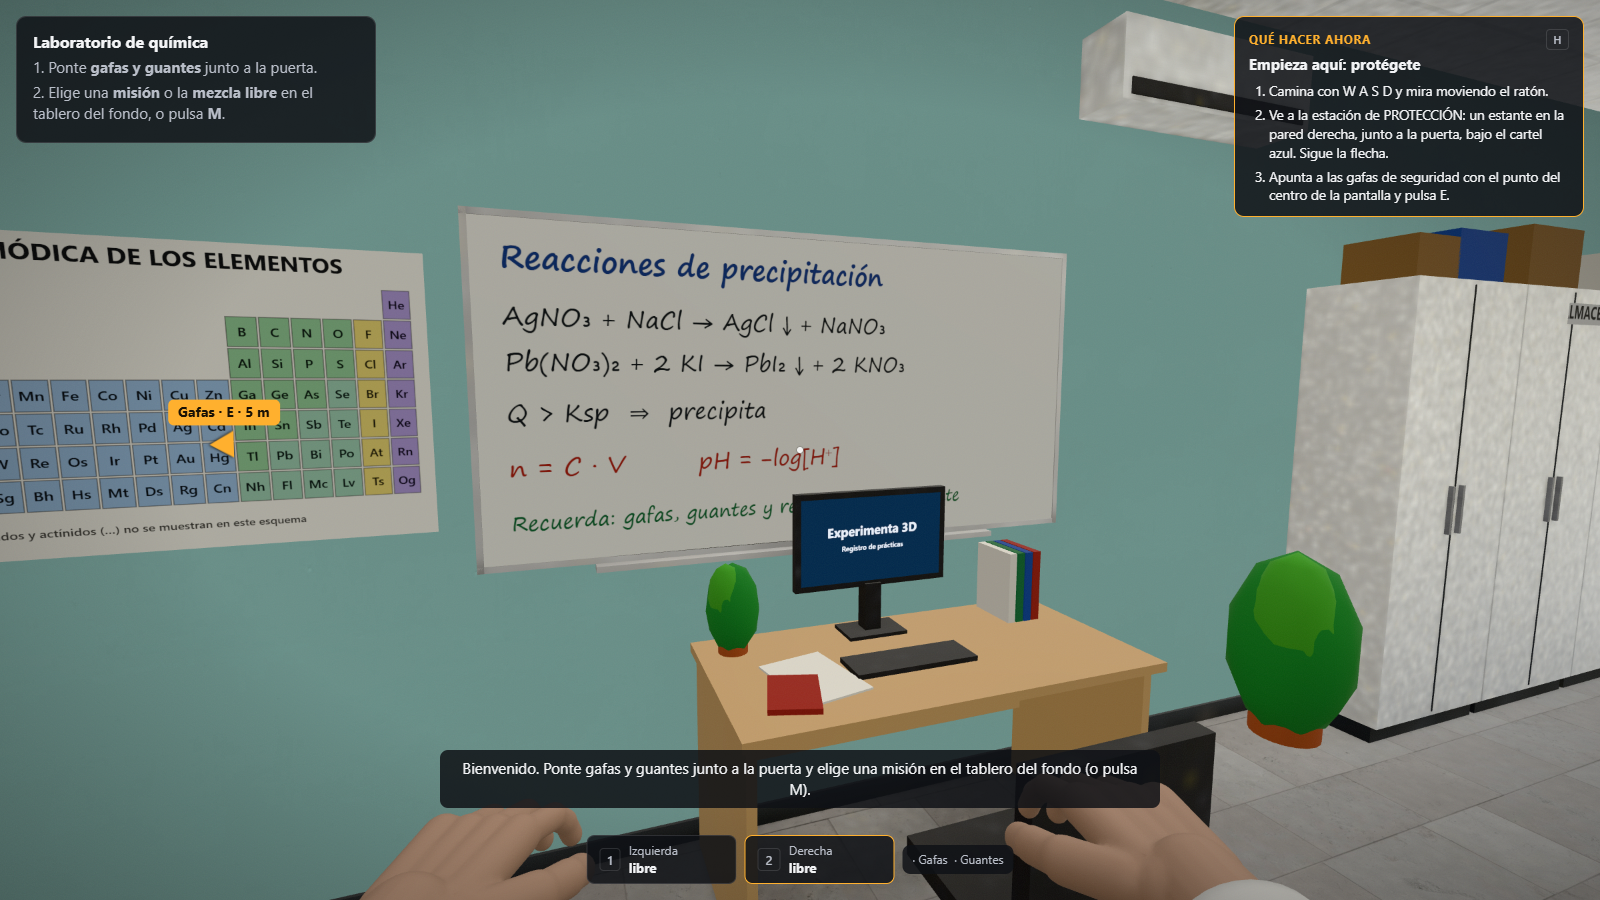 Laboratorio de química
1. Ponte gafas y guantes junto a la puerta.
2. Elige una misión o la mezcla libre en el
tablero del fondo, o pulsa M.
QUÉ HACER AHORA
H
Empieza aquí: protégete
1. Camina con W A S D y mira moviendo el ratón.
2. Ve a la estación de PROTECCIÓN: un estante en la
pared derecha, junto a la puerta, bajo el cartel
azul. Sigue la flecha.
3. Apunta a las gafas de seguridad con el punto del
centro de la pantalla y pulsa E.
DE LOS ELEMENTOS
He
B C N O F Ne
Al Si P S Cl Ar
Mn Fe Co Ni Cu Zn Ga Ge As Se Br Kr
Tc Ru Rh Pd Ag Cd In Sn Sb Te I Xe
Re Os Ir Pt Au Hg Tl Pb Bi Po At Rn
Sg Bh Hs Mt Ds Rg Cn Nh Fl Mc Lv Ts Og
y actínidos (...) no se muestran en este esquema
Gafas · E · 5 m
Reacciones de precipitación
AgNO₃ + NaCl → AgCl ↓ + NaNO₃
Pb(NO₃)₂ + 2 KI → PbI₂ ↓ + 2 KNO₃
Q > Ksp ⇒ precipita
n = C · V pH = −log[H⁺]
Recuerda: gafas, guantes y
Experimenta 3D
Registro de prácticas
Bienvenido. Ponte gafas y guantes junto a la puerta y elige una misión en el tablero del fondo (o pulsa
M).
1 Izquierda
libre
2 Derecha
libre
· Gafas · Guantes